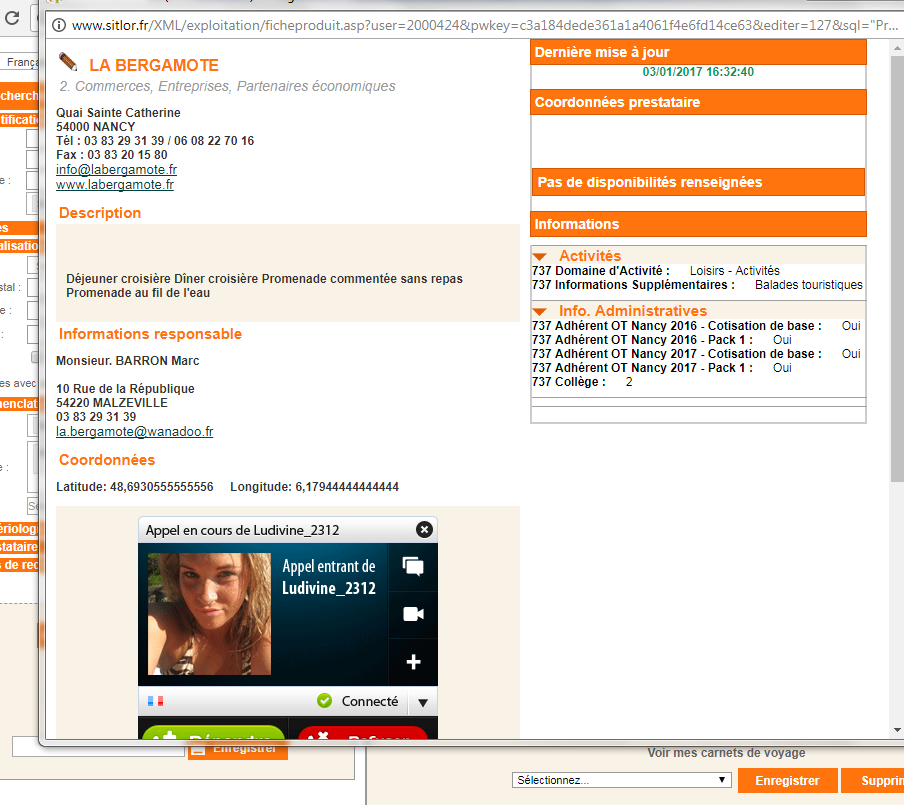 www.sitlor.fr/XML/exploitation/ficheproduit.asp?user=2000424&pwkey=c3a184dede361a1a4061f4e6fd14ce63&editer=127&sql="Pr...
LA BERGAMOTE
2. Commerces, Entreprises, Partenaires économiques
Quai Sainte Catherine
54000 NANCY
Tél : 03 83 29 31 39 / 06 08 22 70 16
Fax : 03 83 20 15 80
info@labergamote.fr
www.labergamote.fr
Description
Déjeuner croisière Dîner croisière Promenade commentée sans repas
Promenade au fil de l'eau
Informations responsable
Monsieur. BARRON Marc
10 Rue de la République
54220 MALZEVILLE
03 83 29 31 39
la.bergamote@wanadoo.fr
Coordonnées
Latitude: 48,6930555555556 Longitude: 6,17944444444444
Appel en cours de Ludivine_2312
Appel entrant de
Ludivine_2312
Connecté
Répondre
Refuser
Dernière mise à jour
03/01/2017 16:32:40
Coordonnées prestataire
Pas de disponibilités renseignées
Informations
Activités
737 Domaine d'Activité : Loisirs - Activités
737 Informations Supplémentaires : Balades touristiques
Info. Administratives
737 Adhérent OT Nancy 2016 - Cotisation de base : Oui
737 Adhérent OT Nancy 2016 - Pack 1 : Oui
737 Adhérent OT Nancy 2017 - Cotisation de base : Oui
737 Adhérent OT Nancy 2017 - Pack 1 : Oui
737 Collège : 2
Enregistrer
Voir mes carnets de voyage
Sélectionnez...
Enregistrer
Supprin